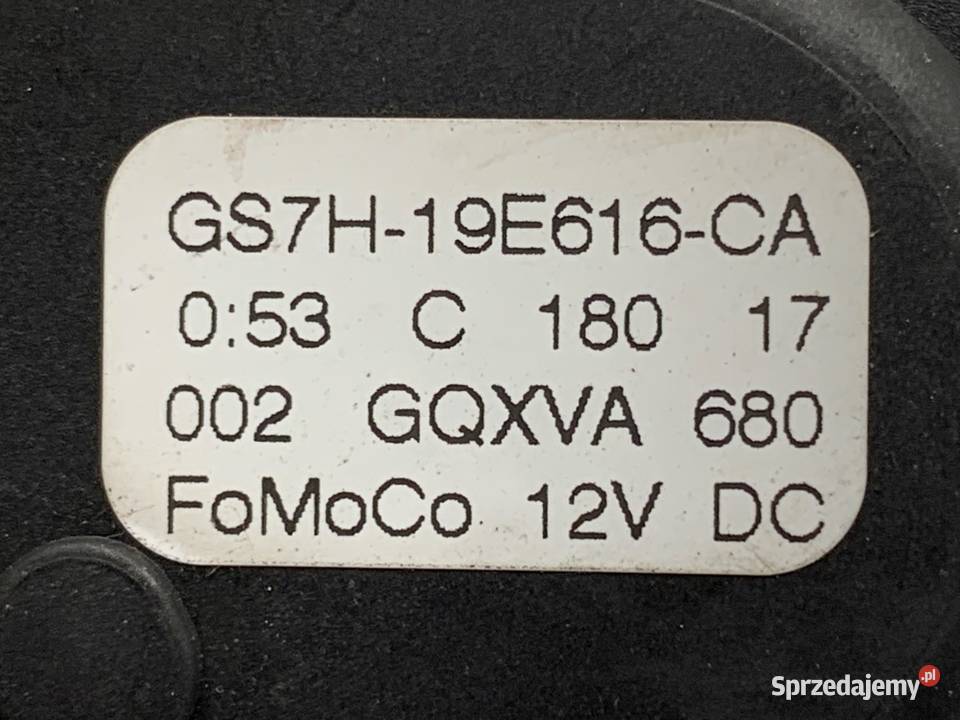 GS7H-19E616-CA
0:53 C 180 17
002 GQXVA 680
FoMoCo 12V DC
Sprzedajemy.pl